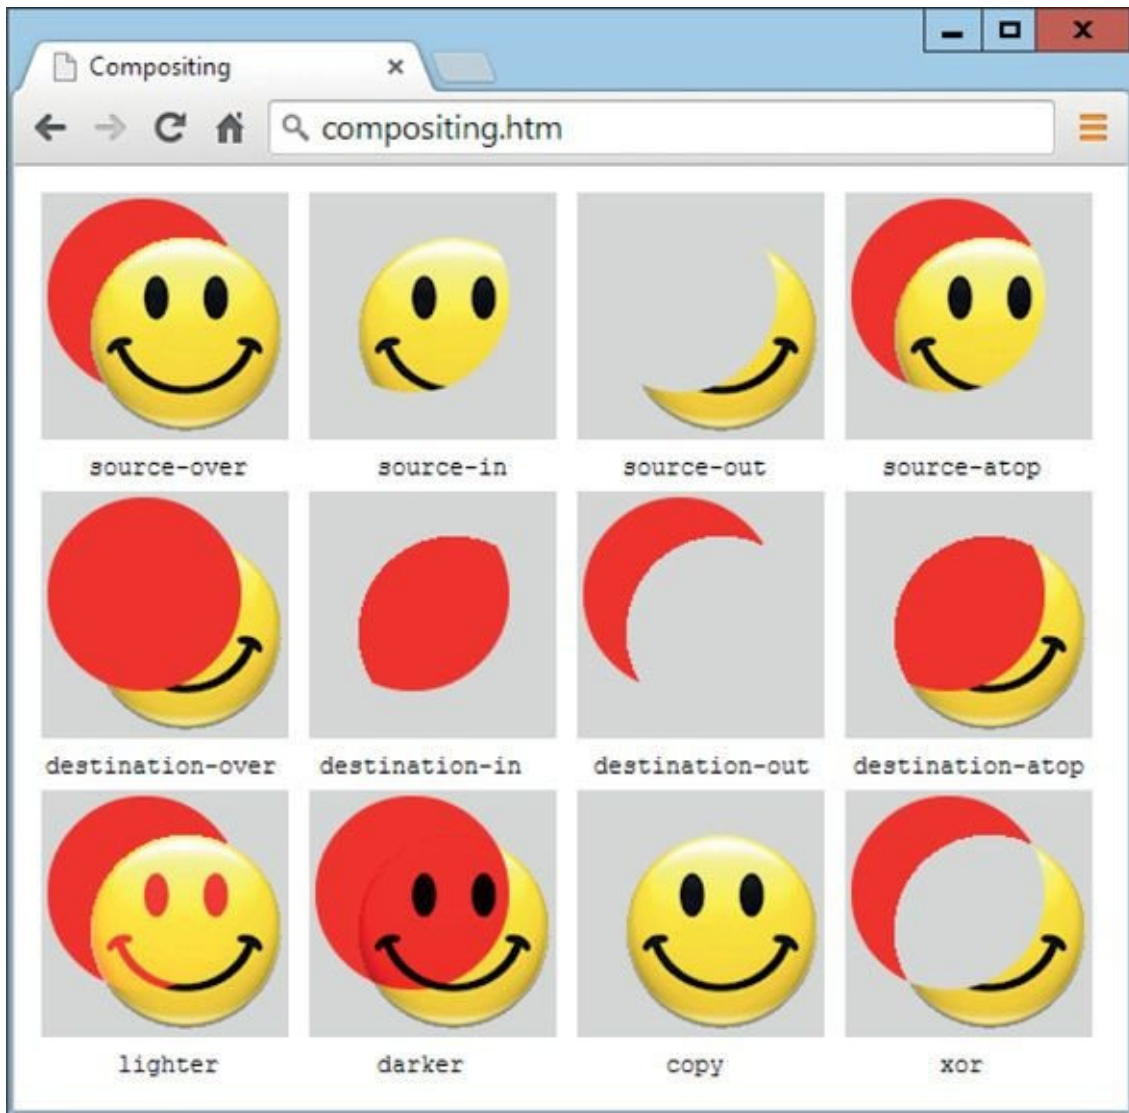 Compositing
compositing.htm
source-over source-in source-out source-atop
destination-over destination-in destination-out destination-atop
lighter darker copy xor